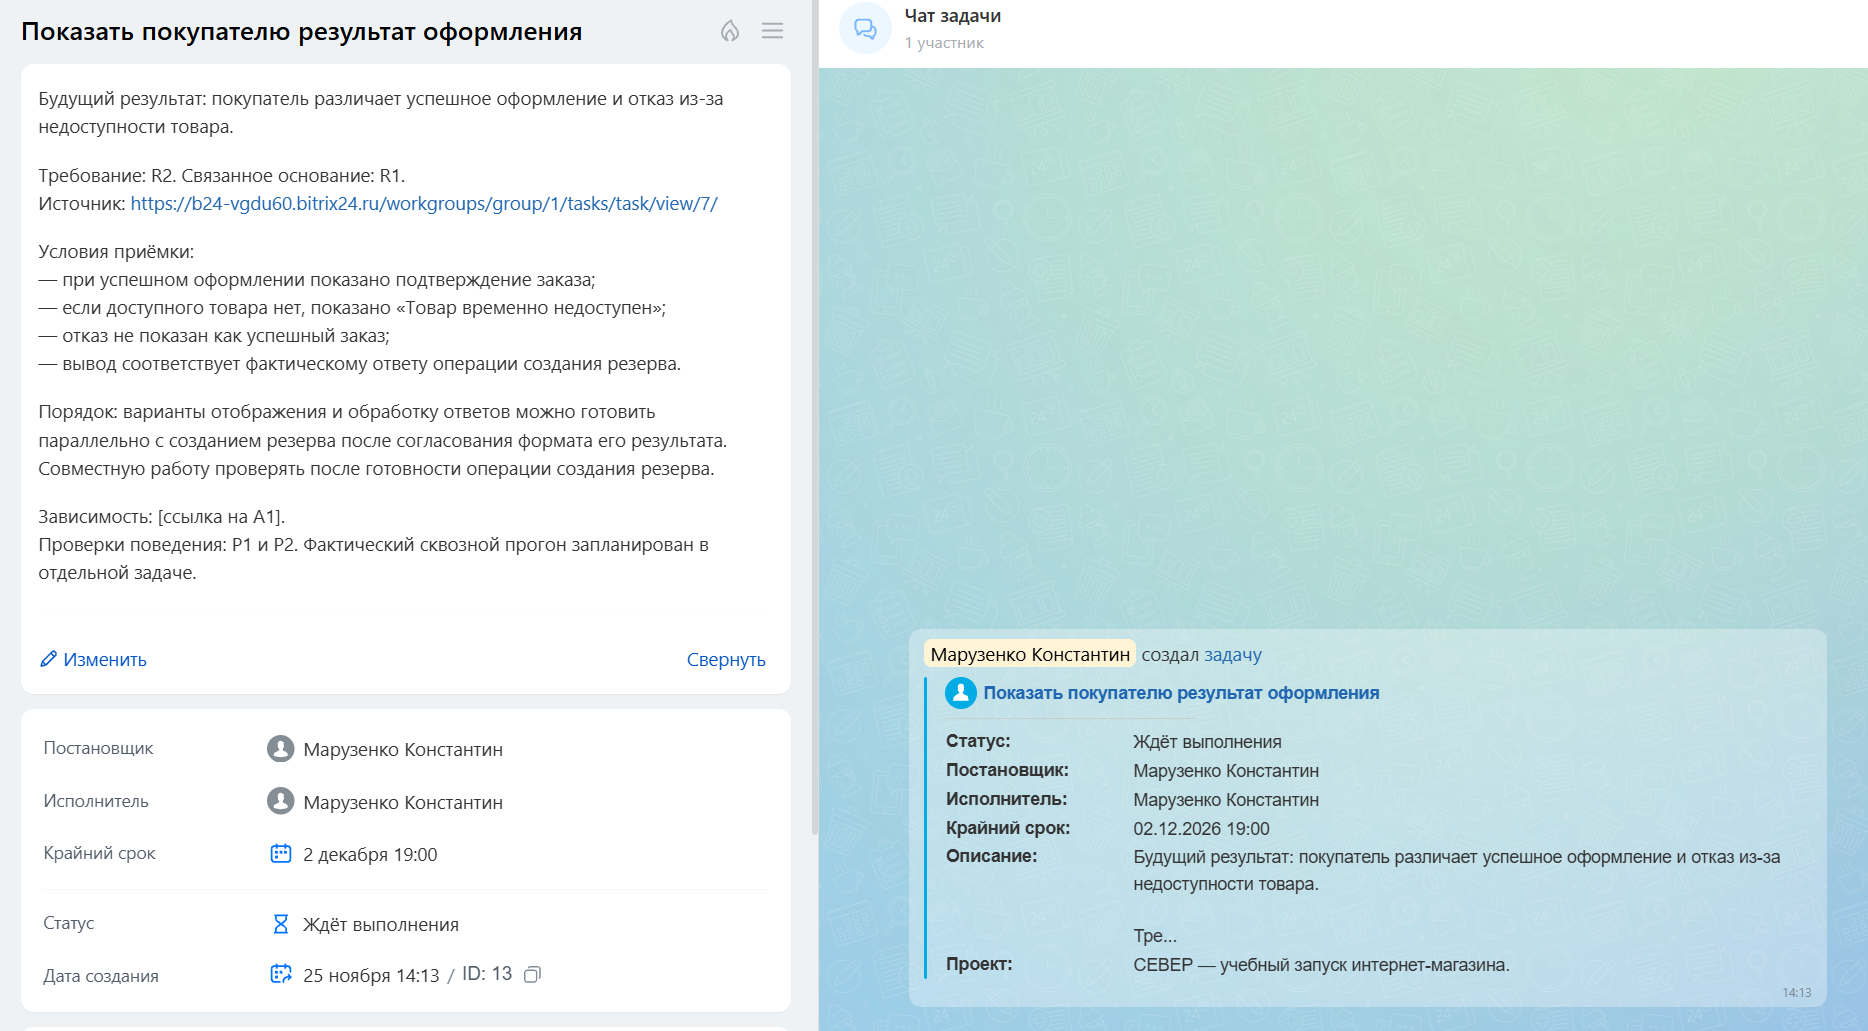 Показать покупателю результат оформления
Будущий результат: покупатель различает успешное оформление и отказ из-за
недоступности товара.
Требование: R2. Связанное основание: R1.
Источник: https://b24-vgdu60.bitrix24.ru/workgroups/group/1/tasks/task/view/7/
Условия приёмки:
— при успешном оформлении показано подтверждение заказа;
— если доступного товара нет, показано «Товар временно недоступен»;
— отказ не показан как успешный заказ;
— вывод соответствует фактическому ответу операции создания резерва.
Порядок: варианты отображения и обработку ответов можно готовить
параллельно с созданием резерва после согласования формата его результата.
Совместную работу проверять после готовности операции создания резерва.
Зависимость: [ссылка на A1].
Проверки поведения: P1 и P2. Фактический сквозной прогон запланирован в
отдельной задаче.
Изменить
Свернуть
Постановщик
Марузенко Константин
Исполнитель
Марузенко Константин
Крайний срок
2 декабря 19:00
Статус
Ждёт выполнения
Дата создания
25 ноября 14:13 / ID: 13
Чат задачи
1 участник
Марузенко Константин создал задачу
Показать покупателю результат оформления
Статус: Ждёт выполнения
Постановщик: Марузенко Константин
Исполнитель: Марузенко Константин
Крайний срок: 02.12.2026 19:00
Описание: Будущий результат: покупатель различает успешное оформление и отказ из-за
недоступности товара.
Тре...
Проект: СЕВЕР — учебный запуск интернет-магазина.
14:13